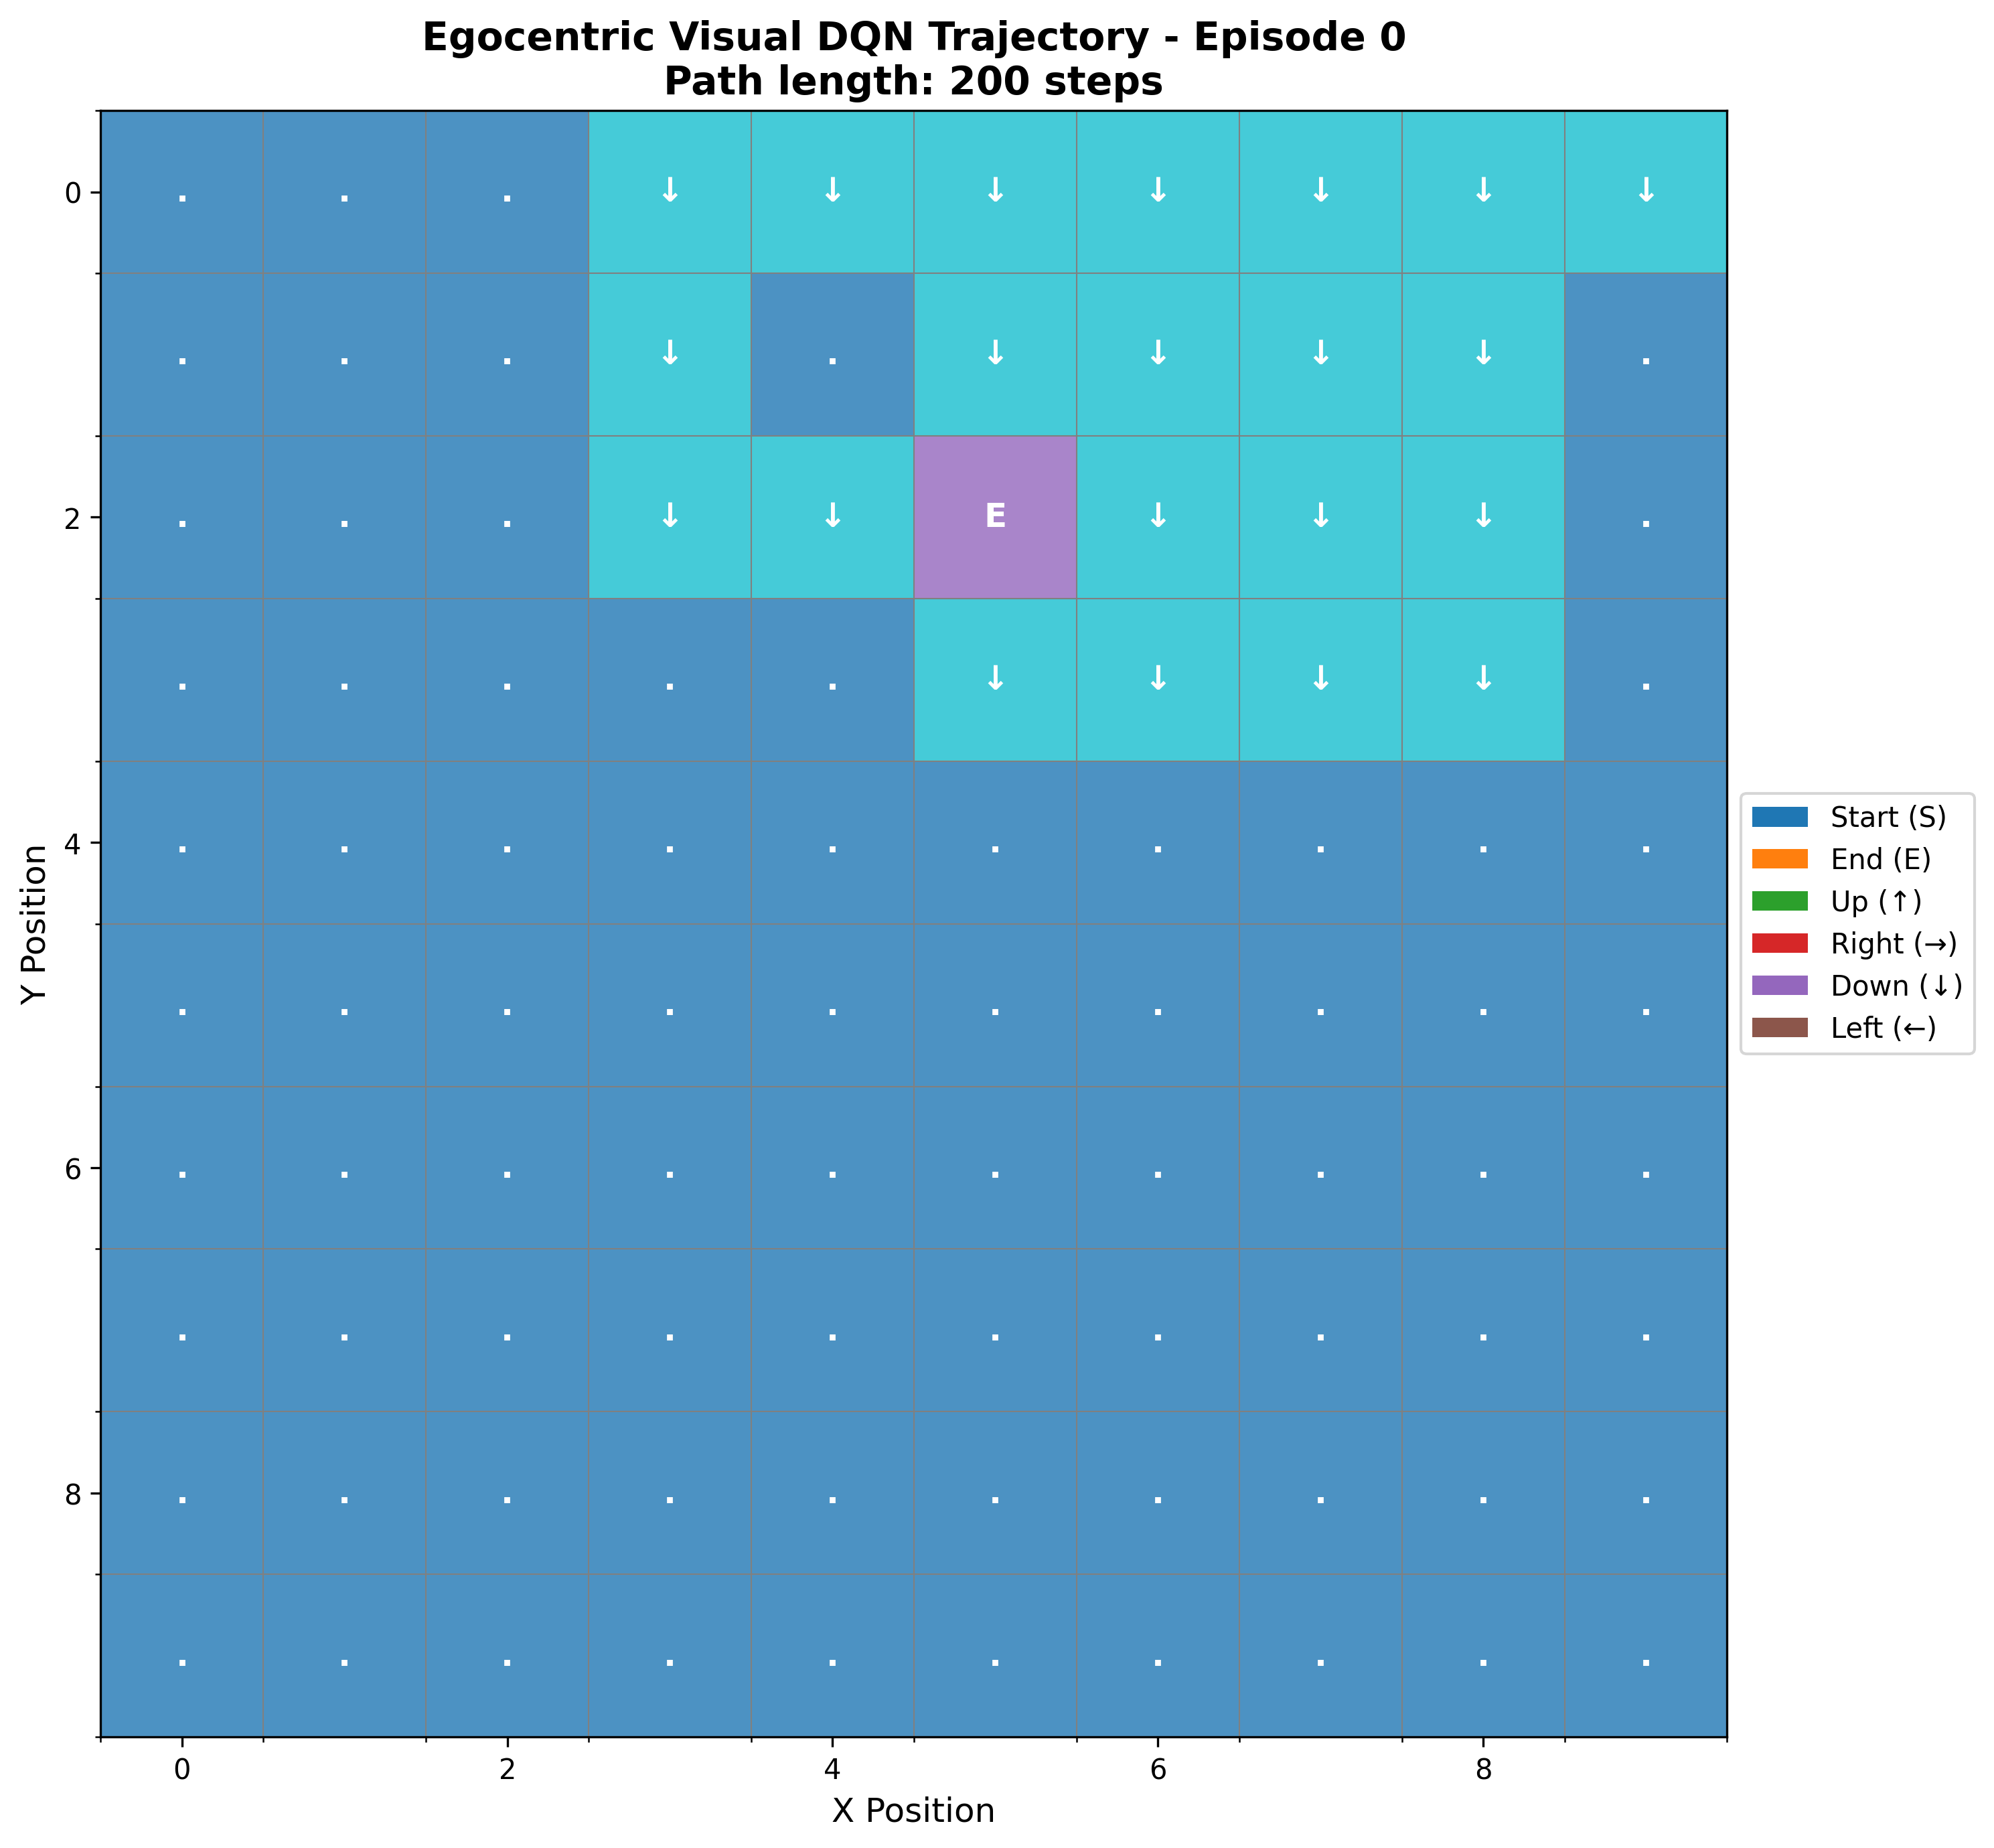 Egocentric Visual DQN Trajectory - Episode 0
Path length: 200 steps
0 . . . ↓ ↓ ↓ ↓ ↓ ↓ ↓
. . . ↓ . ↓ ↓ ↓ ↓ .
2 . . . ↓ ↓ E ↓ ↓ ↓ .
. . . . . ↓ ↓ ↓ ↓ .
4 . . . . . . . . . .
. . . . . . . . . .
6 . . . . . . . . . .
. . . . . . . . . .
8 . . . . . . . . . .
. . . . . . . . . .
0 2 4 6 8
X Position
Y Position
Start (S)
End (E)
Up (↑)
Right (→)
Down (↓)
Left (←)